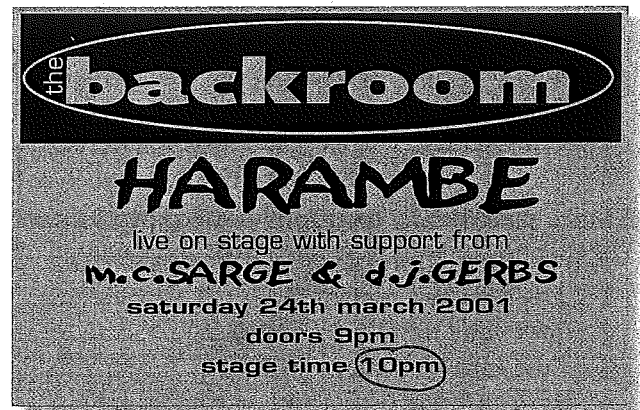 the backroom
HARAMBE
live on stage with support from
m.c.SARGE & d.j.GERBS
saturday 24th march 2001
doors 9pm
stage time 10pm